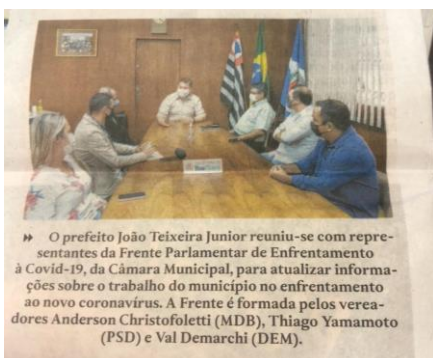 » O prefeito João Teixeira Junior reuniu-se com repre-
sentantes da Frente Parlamentar de Enfrentamento
à Covid-19, da Câmara Municipal, para atualizar informa-
ções sobre o trabalho do município no enfrentamento
ao novo coronavírus. A Frente é formada pelos verea-
dores Anderson Christofoletti (MDB), Thiago Yamamoto
(PSD) e Val Demarchi (DEM).